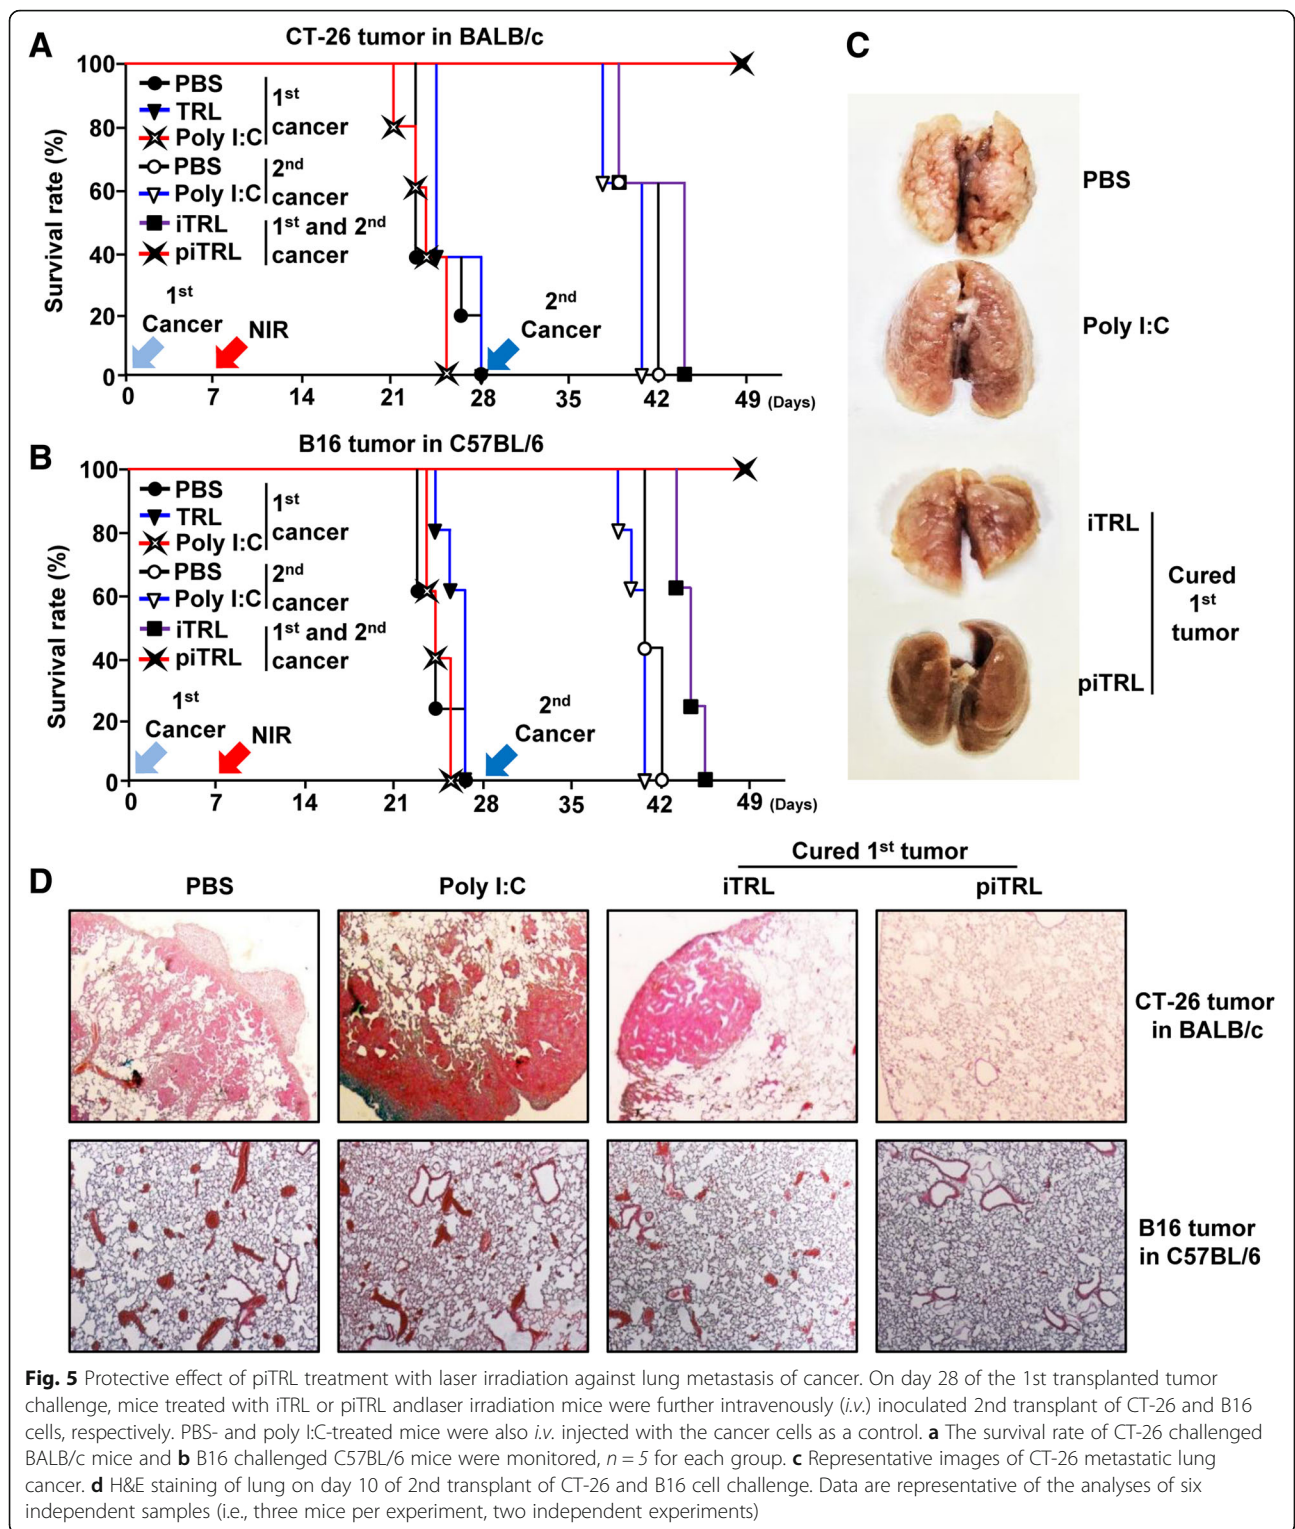 A
CT-26 tumor in BALB/c
Survival rate (%)
100
80
60
40
20
0
PBS
TRL
Poly I:C
1st
cancer
PBS
Poly I:C
2nd
cancer
iTRL
piTRL
1st and 2nd
cancer
1st
Cancer
NIR
2nd
Cancer
0 7 14 21 28 35 42 49 (Days)
B
B16 tumor in C57BL/6
Survival rate (%)
100
80
60
40
20
0
PBS
TRL
Poly I:C
1st
cancer
PBS
Poly I:C
2nd
cancer
iTRL
piTRL
1st and 2nd
cancer
1st
Cancer
NIR
2nd
Cancer
0 7 14 21 28 35 42 49 (Days)
C
PBS
Poly I:C
iTRL
piTRL
Cured
1st
tumor
D
Cured 1st tumor
PBS Poly I:C iTRL piTRL
CT-26 tumor
in BALB/c
B16 tumor
in C57BL/6
Fig. 5 Protective effect of piTRL treatment with laser irradiation against lung metastasis of cancer. On day 28 of the 1st transplanted tumor
challenge, mice treated with iTRL or piTRL andlaser irradiation mice were further intravenously (i.v.) inoculated 2nd transplant of CT-26 and B16
cells, respectively. PBS- and poly I:C-treated mice were also i.v. injected with the cancer cells as a control. a The survival rate of CT-26 challenged
BALB/c mice and b B16 challenged C57BL/6 mice were monitored, n = 5 for each group. c Representative images of CT-26 metastatic lung
cancer. d H&E staining of lung on day 10 of 2nd transplant of CT-26 and B16 cell challenge. Data are representative of the analyses of six
independent samples (i.e., three mice per experiment, two independent experiments)